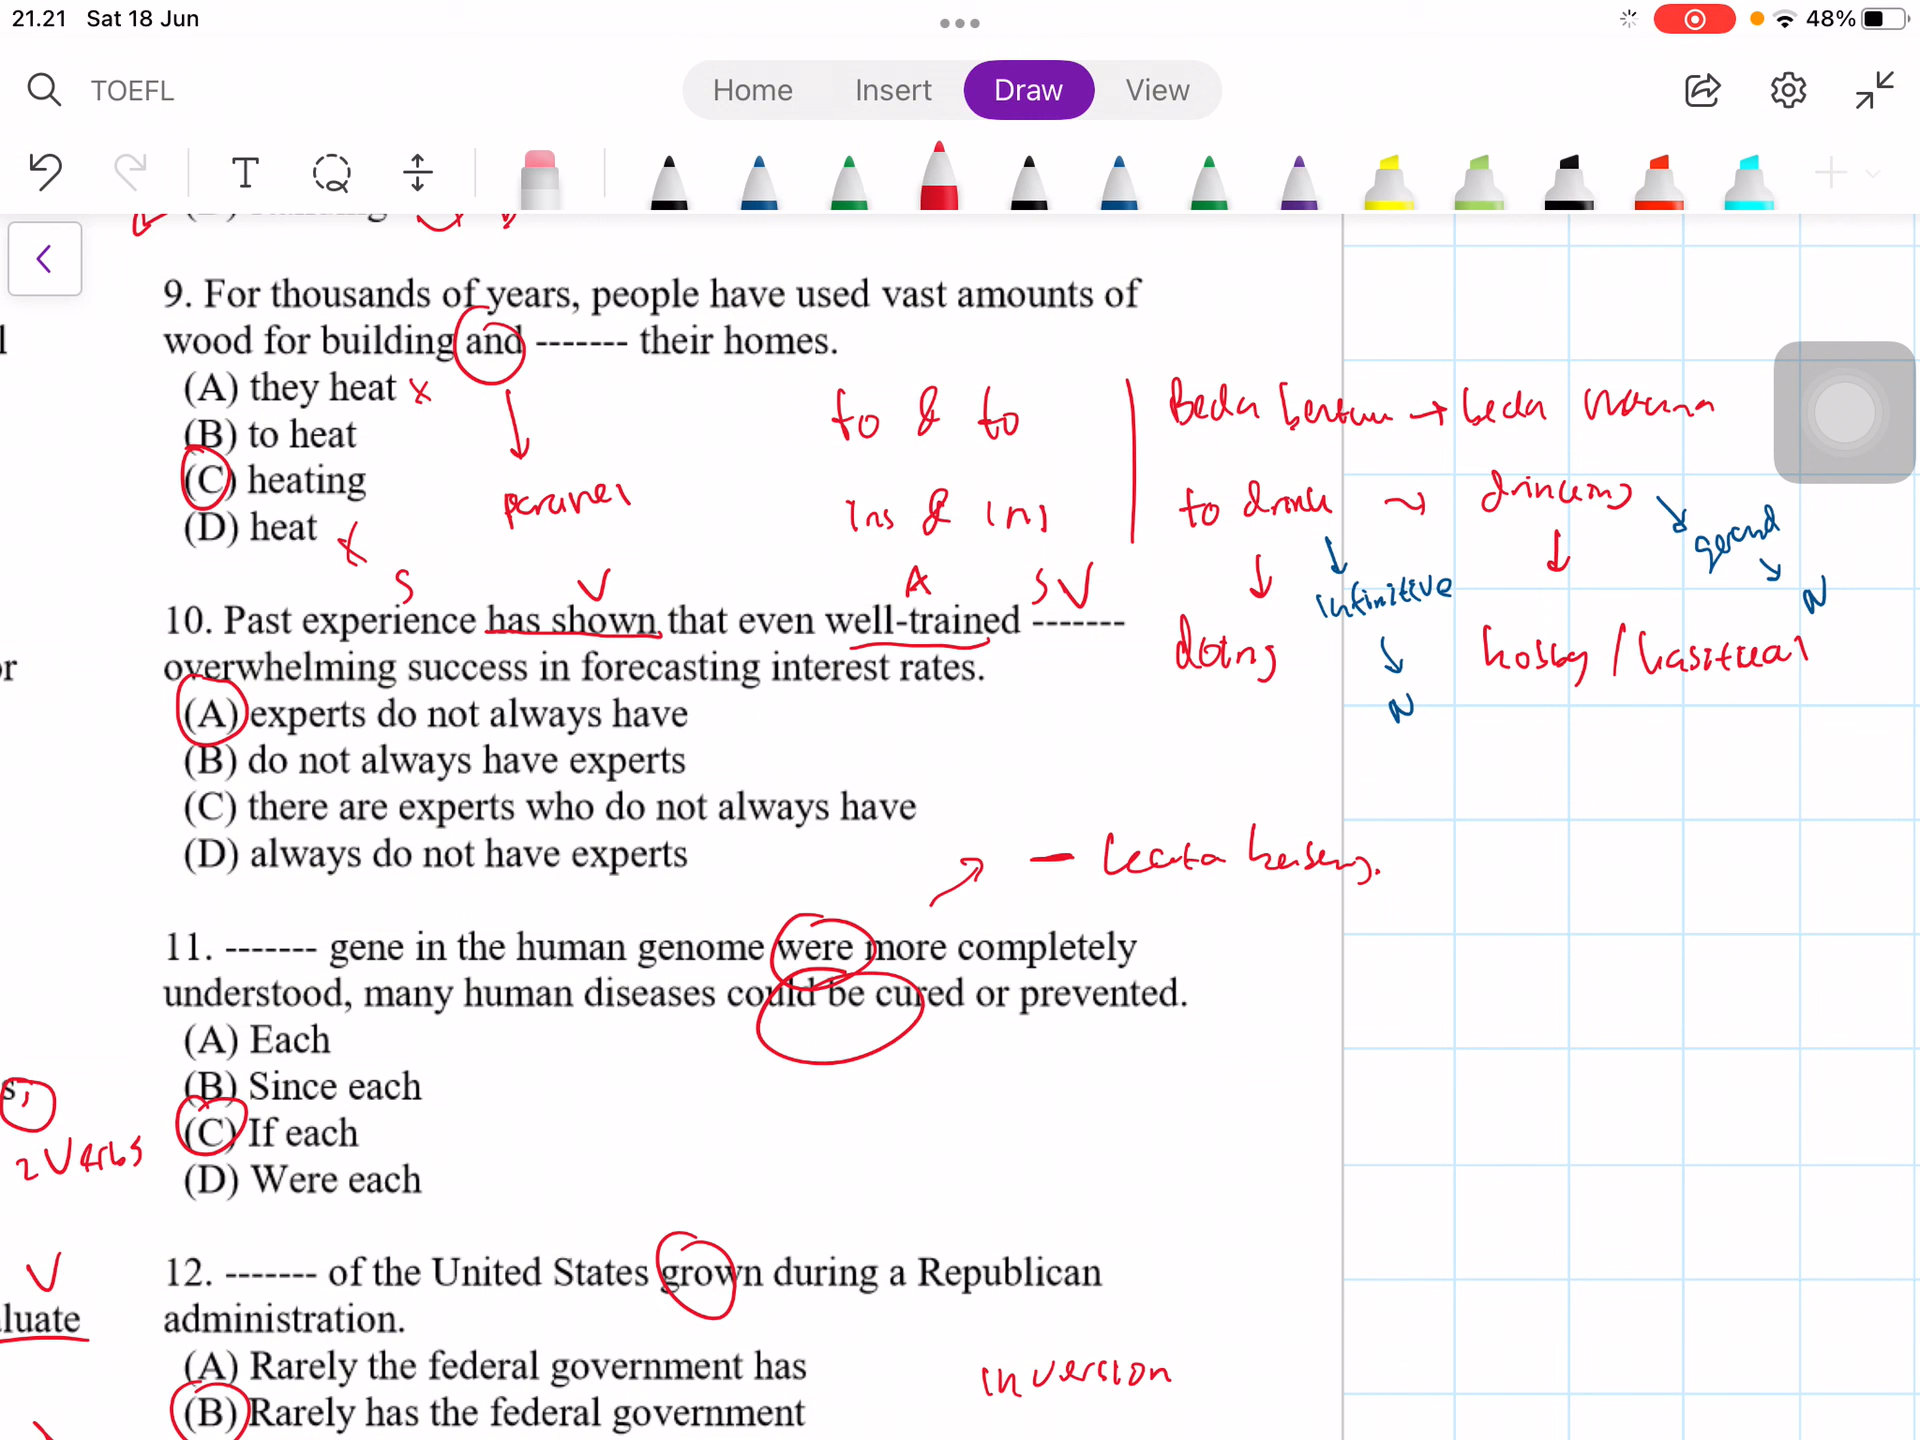 21.21 Sat 18 Jun
48%
TOEFL
Home Insert Draw View
9. For thousands of years, people have used vast amounts of
wood for building and ------- their homes.
(A) they heat x
(B) to heat
(C) heating
(D) heat x
to & to
ing & ing
Beda bentuk → beda makna
to drink → drinking
gerund
N
infinitive
N
doing
hobby / habitual
S V A S V
10. Past experience has shown that even well-trained -------
overwhelming success in forecasting interest rates.
(A) experts do not always have
(B) do not always have experts
(C) there are experts who do not always have
(D) always do not have experts
11. ------- gene in the human genome were more completely
understood, many human diseases could be cured or prevented.
(A) Each
(B) Since each
(C) If each
(D) Were each
s,
2 Verbs
V
luate
12. ------- of the United States grown during a Republican
administration.
(A) Rarely the federal government has
(B) Rarely has the federal government
inversion